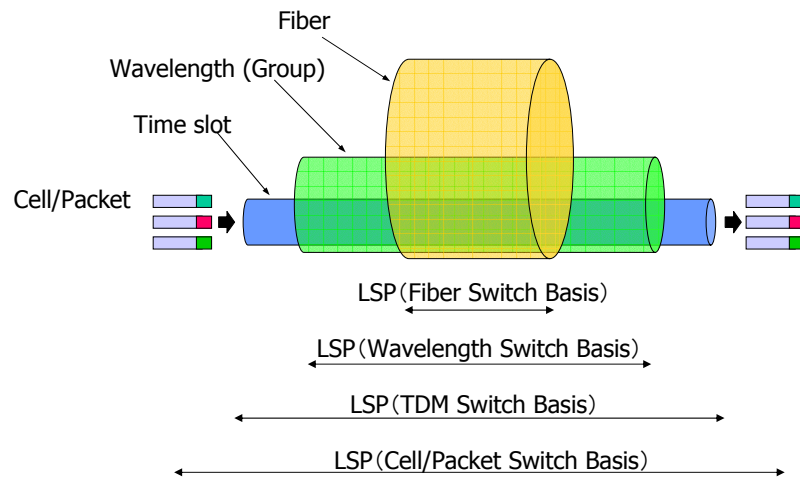 Fiber
Wavelength (Group)
Time slot
Cell/Packet
LSP（Fiber Switch Basis）
LSP（Wavelength Switch Basis）
LSP（TDM Switch Basis）
LSP（Cell/Packet Switch Basis）